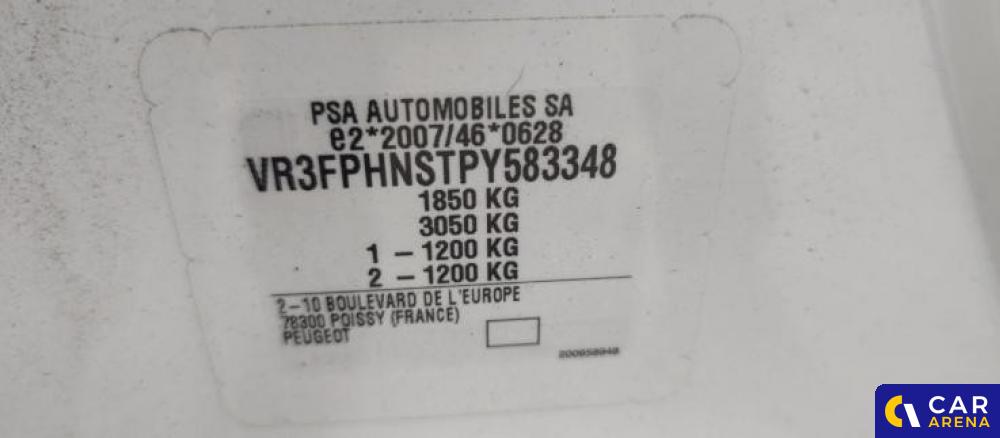 PSA AUTOMOBILES SA
e2*2007/46*0628
VR3FPHNSTPY583348
1850 KG
3050 KG
1 – 1200 KG
2 – 1200 KG
2–10 BOULEVARD DE L'EUROPE
78300 POISSY (FRANCE)
PEUGEOT
CAR
ARENA